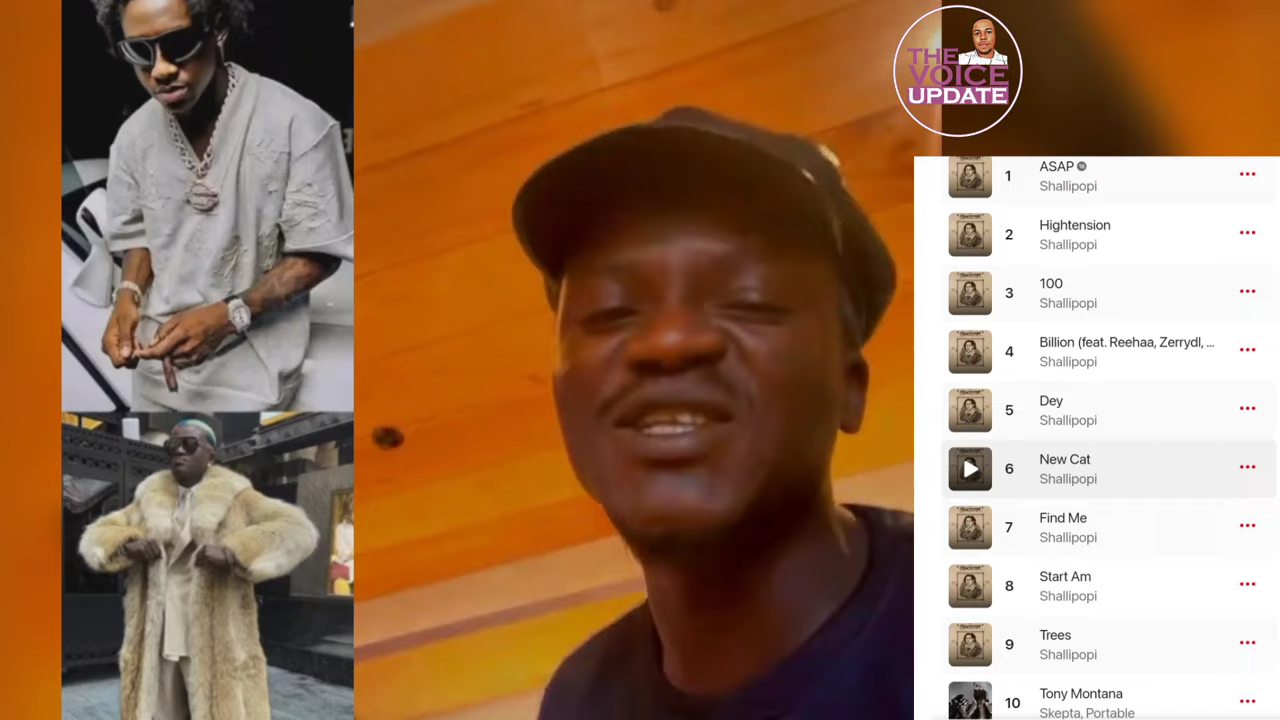 THE
VOICE
UPDATE
1
ASAP
Shallipopi
2
Hightension
Shallipopi
3
100
Shallipopi
4
Billion (feat. Reehaa, Zerrydl, ...
Shallipopi
5
Dey
Shallipopi
6
New Cat
Shallipopi
7
Find Me
Shallipopi
8
Start Am
Shallipopi
9
Trees
Shallipopi
10
Tony Montana
Skepta, Portable